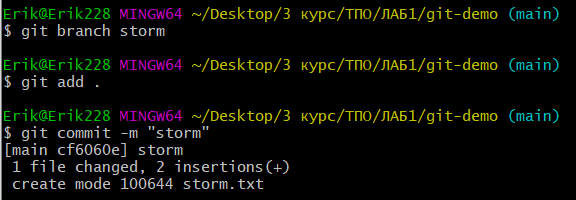 Erik@Erik228 MINGW64 ~/Desktop/3 курс/ТПО/ЛАБ1/git-demo (main)
$ git branch storm
Erik@Erik228 MINGW64 ~/Desktop/3 курс/ТПО/ЛАБ1/git-demo (main)
$ git add .
Erik@Erik228 MINGW64 ~/Desktop/3 курс/ТПО/ЛАБ1/git-demo (main)
$ git commit -m "storm"
[main cf6060e] storm
 1 file changed, 2 insertions(+)
 create mode 100644 storm.txt